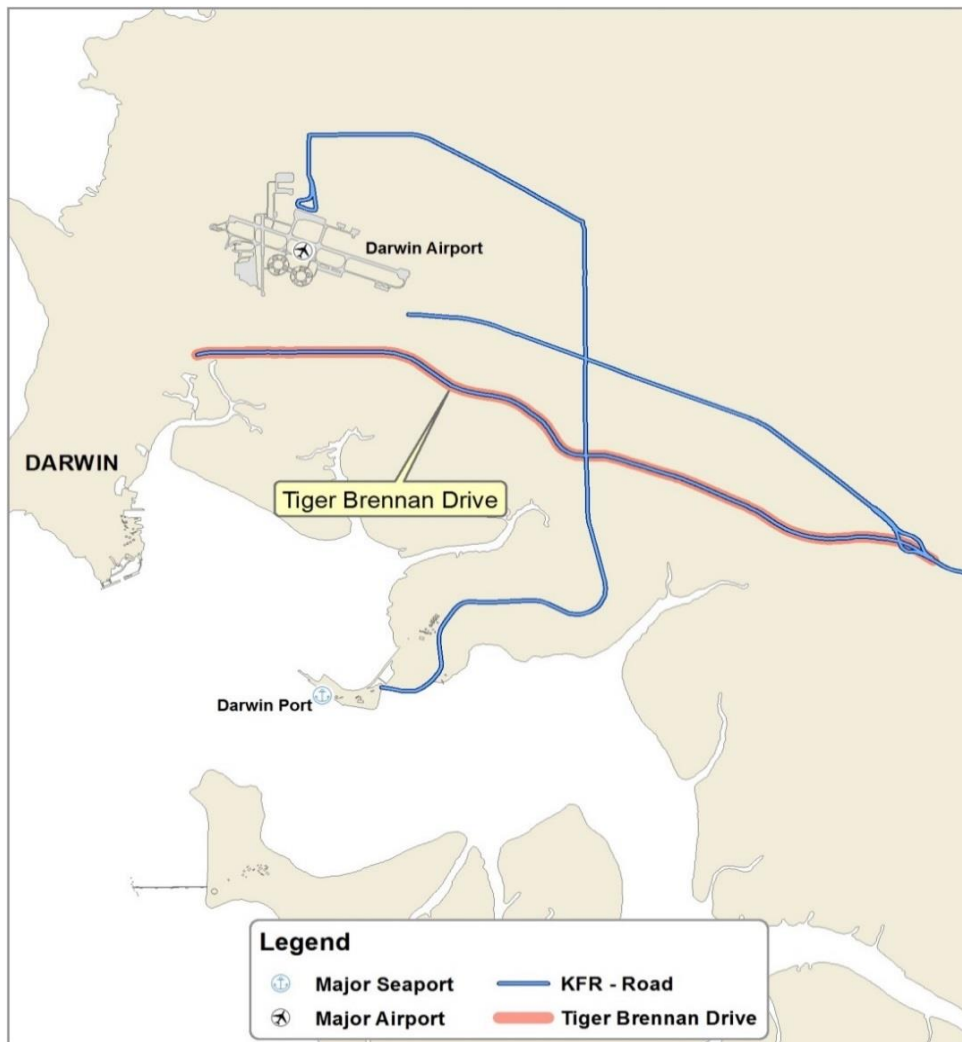 Darwin Airport
DARWIN
Tiger Brennan Drive
Darwin Port
Legend
Major Seaport
KFR - Road
Major Airport
Tiger Brennan Drive